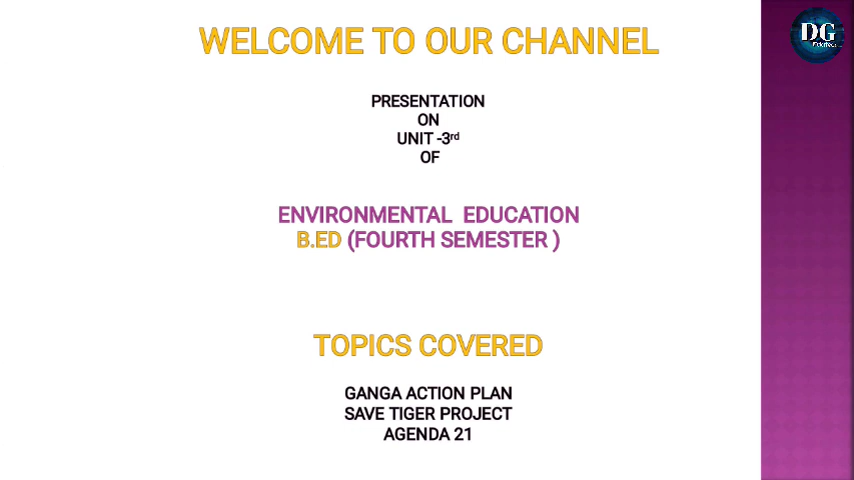 WELCOME TO OUR CHANNEL
DG
PRESENTATION
ON
UNIT -3rd
OF
ENVIRONMENTAL EDUCATION
B.ED (FOURTH SEMESTER )
TOPICS COVERED
GANGA ACTION PLAN
SAVE TIGER PROJECT
AGENDA 21